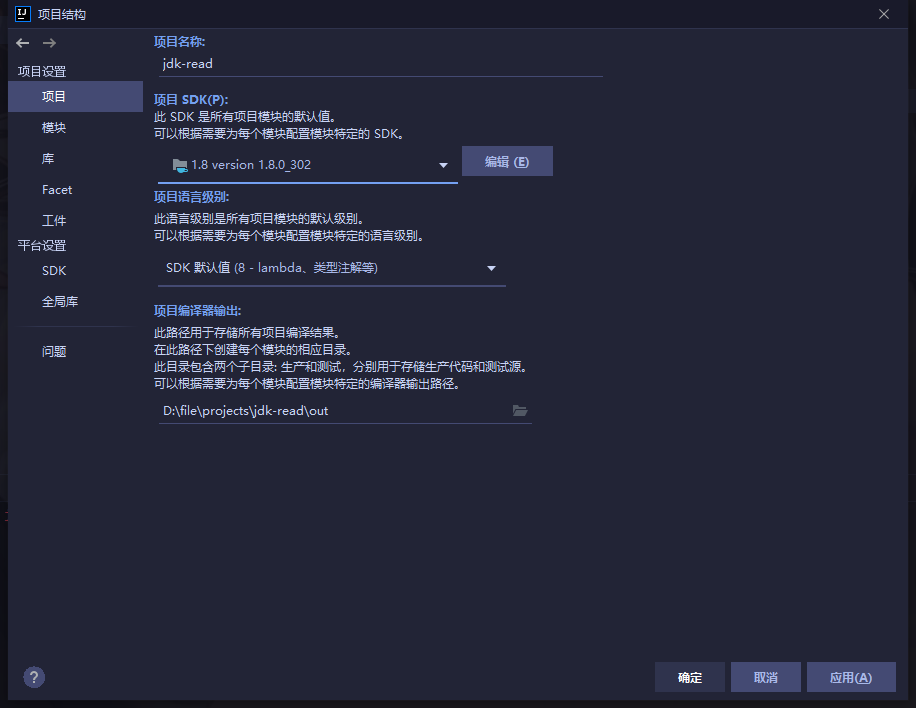 IJ 项目结构
项目设置
项目
模块
库
Facet
工件
平台设置
SDK
全局库
问题
项目名称:
jdk-read
项目 SDK(P):
此 SDK 是所有项目模块的默认值。
可以根据需要为每个模块配置模块特定的 SDK。
1.8 version 1.8.0_302
编辑 (E)
项目语言级别:
此语言级别是所有项目模块的默认级别。
可以根据需要为每个模块配置模块特定的语言级别。
SDK 默认值 (8 - lambda、类型注解等)
项目编译器输出:
此路径用于存储所有项目编译结果。
在此路径下创建每个模块的相应目录。
此目录包含两个子目录: 生产和测试，分别用于存储生产代码和测试源。
可以根据需要为每个模块配置模块特定的编译器输出路径。
D:\file\projects\jdk-read\out
?
确定
取消
应用(A)